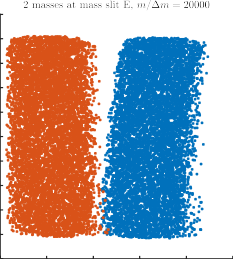 2 masses at mass slit E, m/Δm = 20000